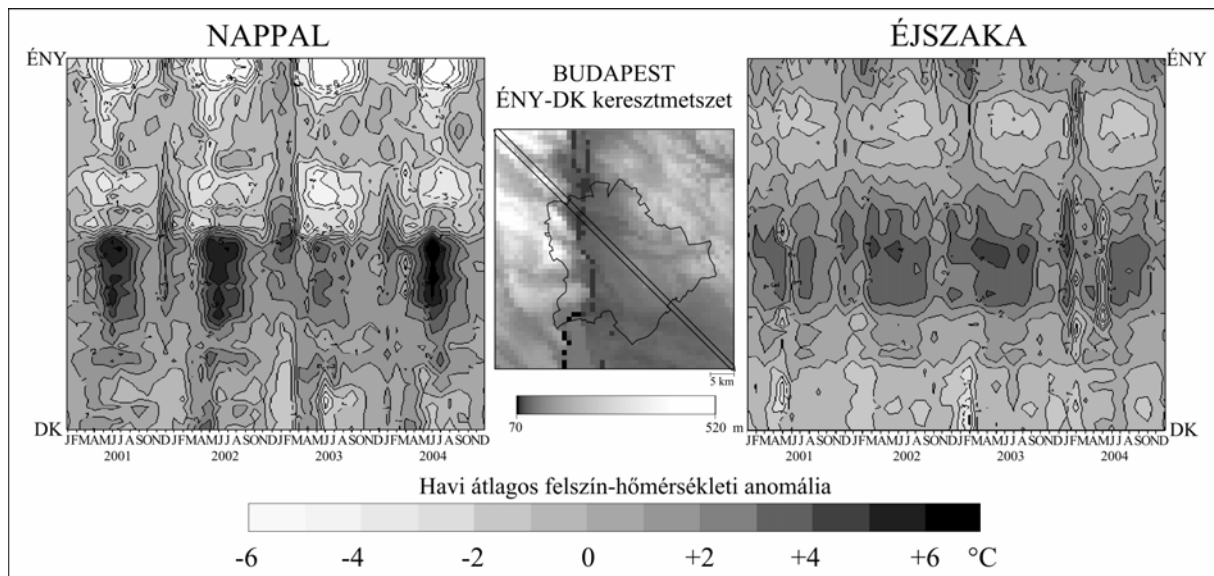 NAPPAL
ÉNY
DK
JFMAMJJASONDJFMAMJJASONDJFMAMJJASONDJFMAMJJASOND
2001 2002 2003 2004
BUDAPEST
ÉNY-DK keresztmetszet
5 km
70 520 m
ÉJSZAKA
ÉNY
DK
JFMAMJJASONDJFMAMJJASONDJFMAMJJASONDJFMAMJJASOND
2001 2002 2003 2004
Havi átlagos felszín-hőmérsékleti anomália
-6 -4 -2 0 +2 +4 +6 °C